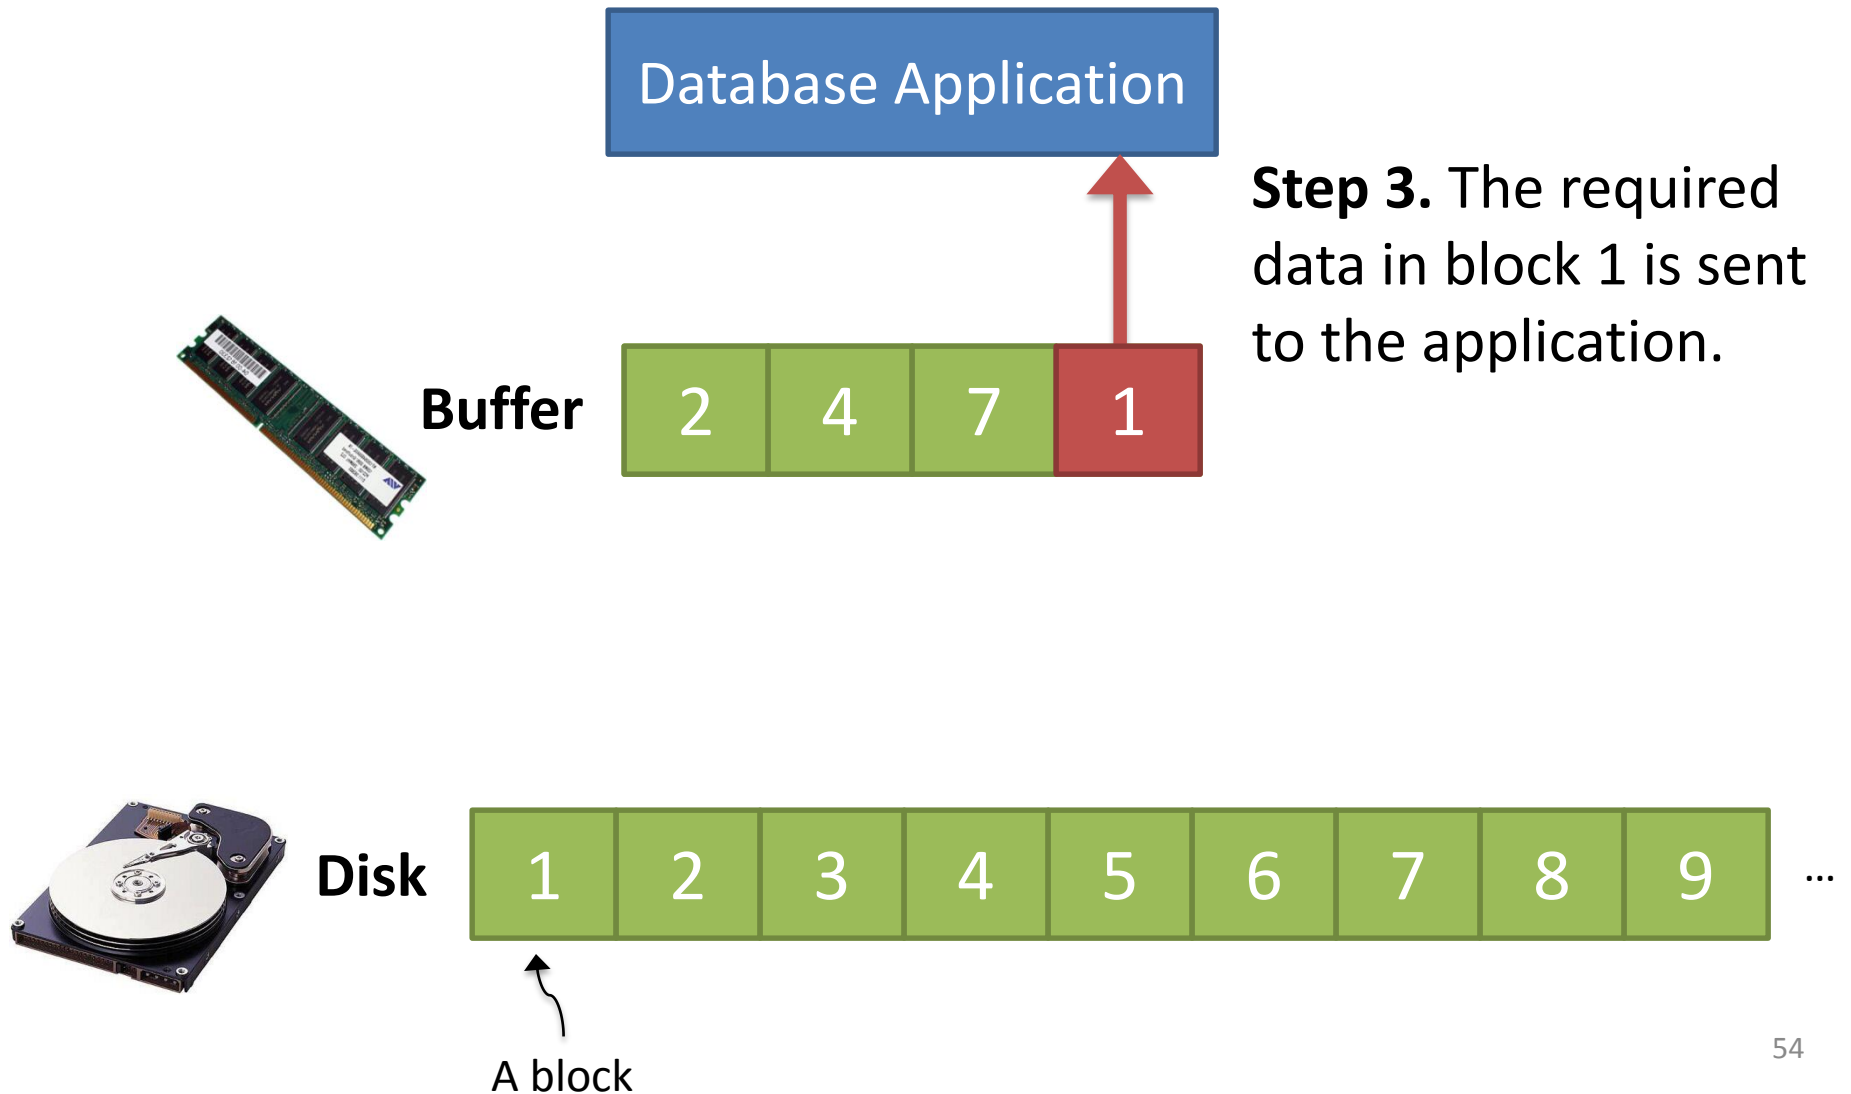 Database Application
Step 3. The required
data in block 1 is sent
to the application.
Buffer
2 4 7 1
Disk
1 2 3 4 5 6 7 8 9 ...
A block
54